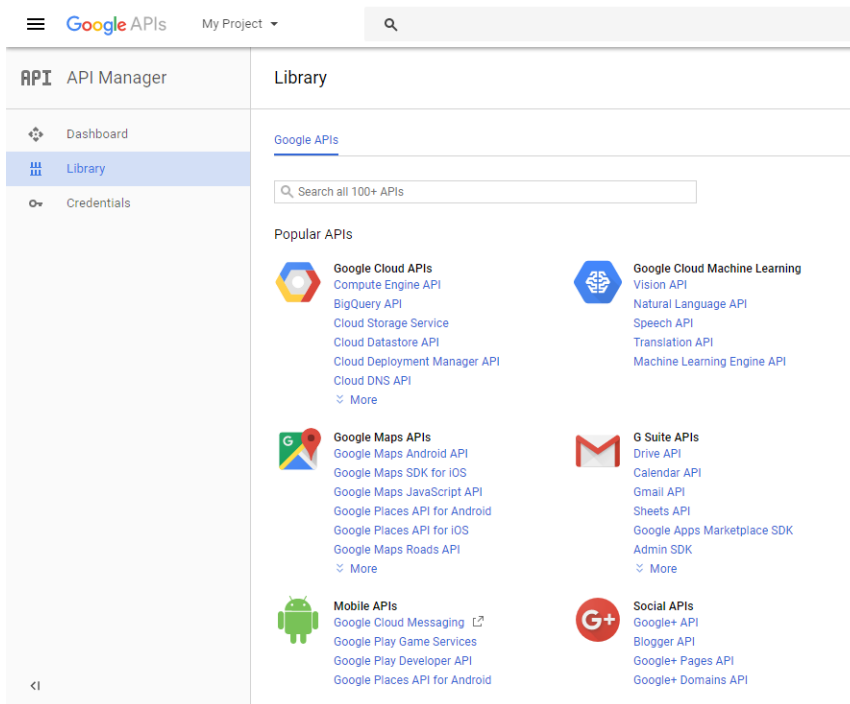 Google APIs My Project
API API Manager
Library
Dashboard
Library
Credentials
Google APIs
Search all 100+ APIs
Popular APIs
Google Cloud APIs
Compute Engine API
BigQuery API
Cloud Storage Service
Cloud Datastore API
Cloud Deployment Manager API
Cloud DNS API
More
Google Cloud Machine Learning
Vision API
Natural Language API
Speech API
Translation API
Machine Learning Engine API
G
Google Maps APIs
Google Maps Android API
Google Maps SDK for iOS
Google Maps JavaScript API
Google Places API for Android
Google Places API for iOS
Google Maps Roads API
More
G Suite APIs
Drive API
Calendar API
Gmail API
Sheets API
Google Apps Marketplace SDK
Admin SDK
More
Mobile APIs
Google Cloud Messaging
Google Play Game Services
Google Play Developer API
Google Places API for Android
G+
Social APIs
Google+ API
Blogger API
Google+ Pages API
Google+ Domains API